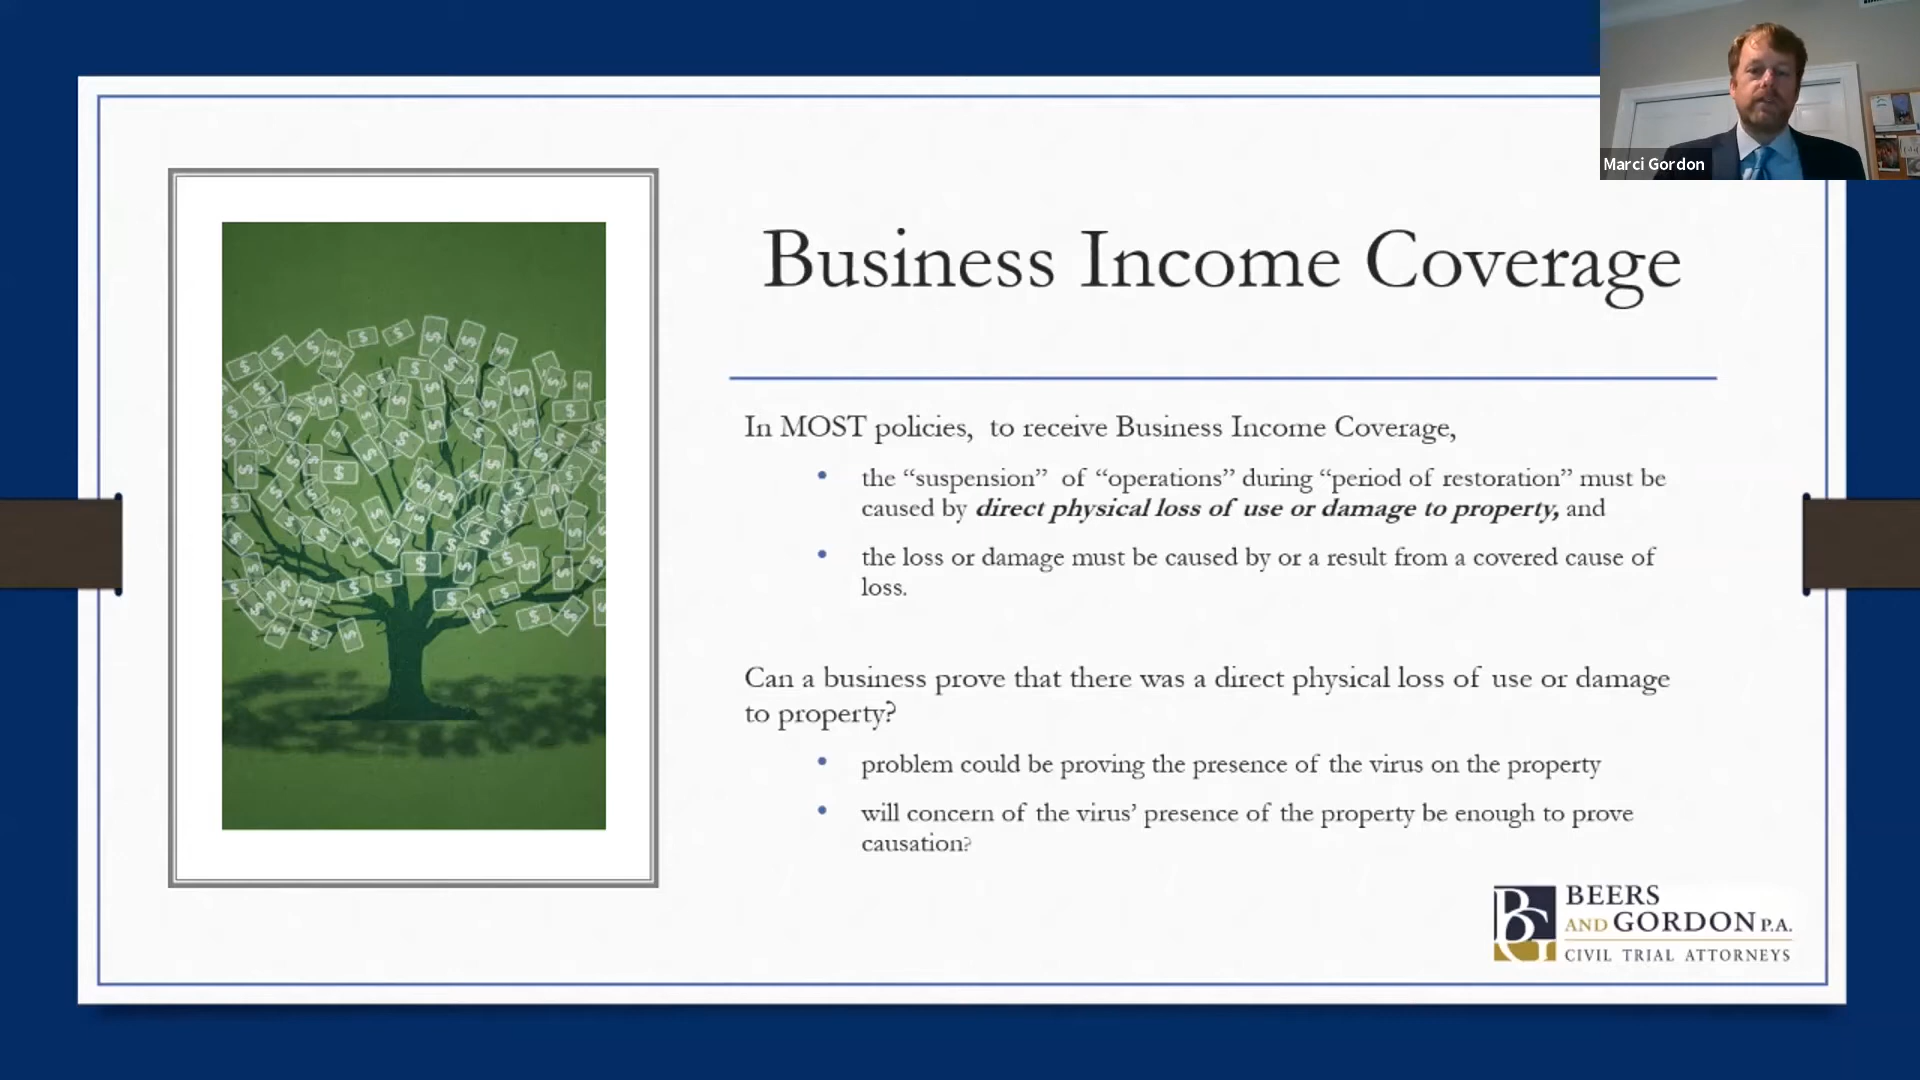 Marci Gordon
Business Income Coverage
In MOST policies, to receive Business Income Coverage,
• the “suspension” of “operations” during “period of restoration” must be
caused by direct physical loss of use or damage to property, and
• the loss or damage must be caused by or a result from a covered cause of
loss.
Can a business prove that there was a direct physical loss of use or damage
to property?
• problem could be proving the presence of the virus on the property
• will concern of the virus’ presence of the property be enough to prove
causation?
BG
BEERS
AND GORDON P.A.
CIVIL TRIAL ATTORNEYS